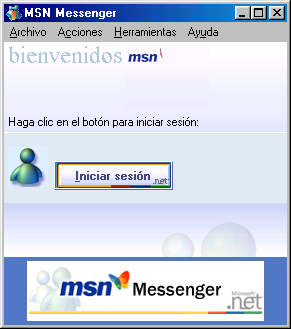 MSN Messenger
Archivo Acciones Herramientas Ayuda
bienvenidos msn
Haga clic en el botón para iniciar sesión:
Iniciar sesión
.net
msn Messenger
Microsoft
.net